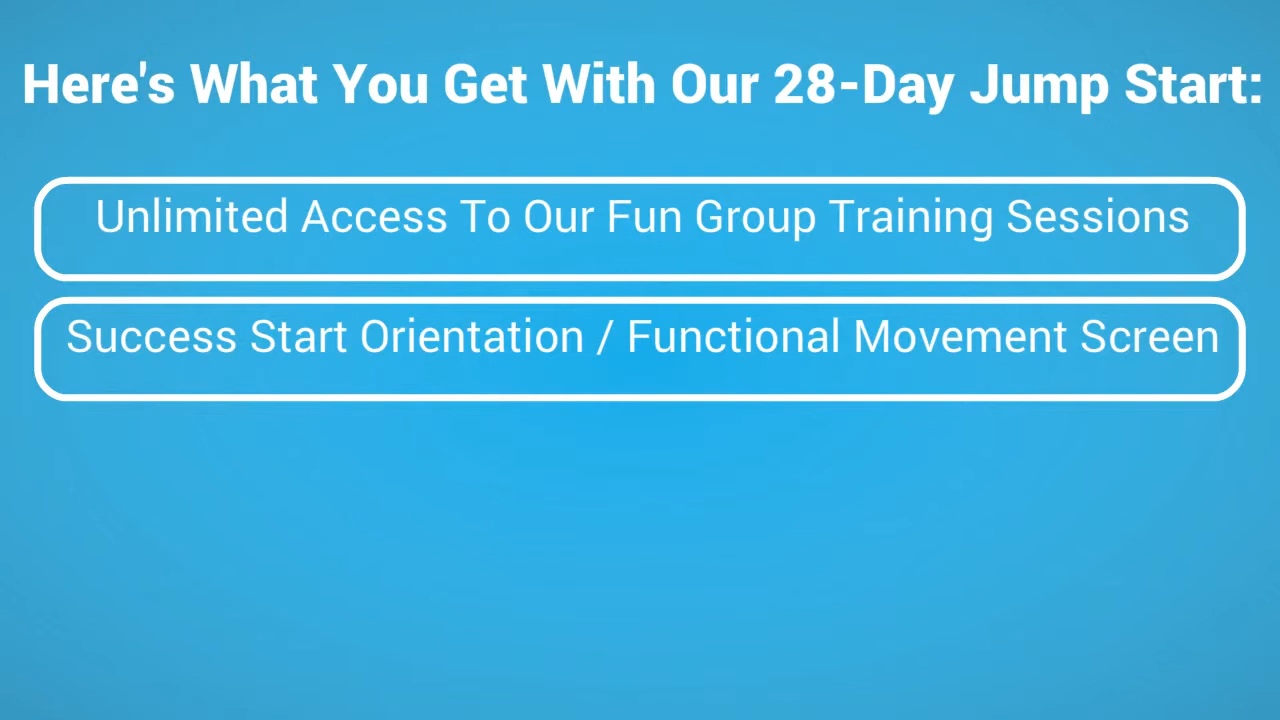 Here's What You Get With Our 28-Day Jump Start:
Unlimited Access To Our Fun Group Training Sessions
Success Start Orientation / Functional Movement Screen